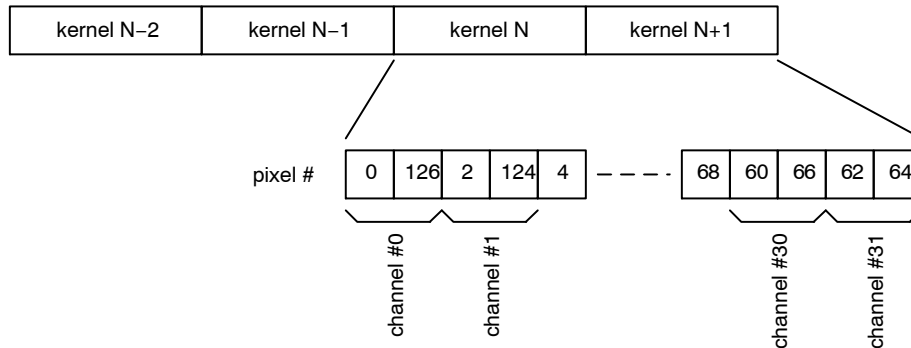 kernel N−2 kernel N−1 kernel N kernel N+1
pixel # 0 126 2 124 4 68 60 66 62 64
channel #0
channel #1
channel #30
channel #31